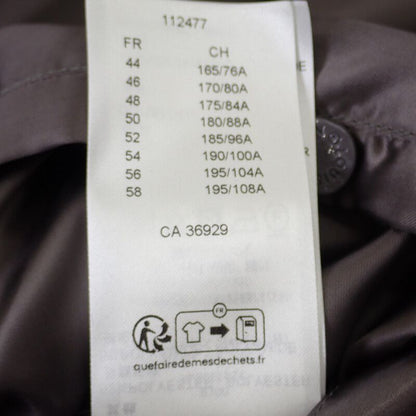 112477
FR CH
44 165/76A
46 170/80A
48 175/84A
50 180/88A
52 185/96A
54 190/100A
56 195/104A
58 195/108A
CA 36929
FR
quefairedemesdechets.fr